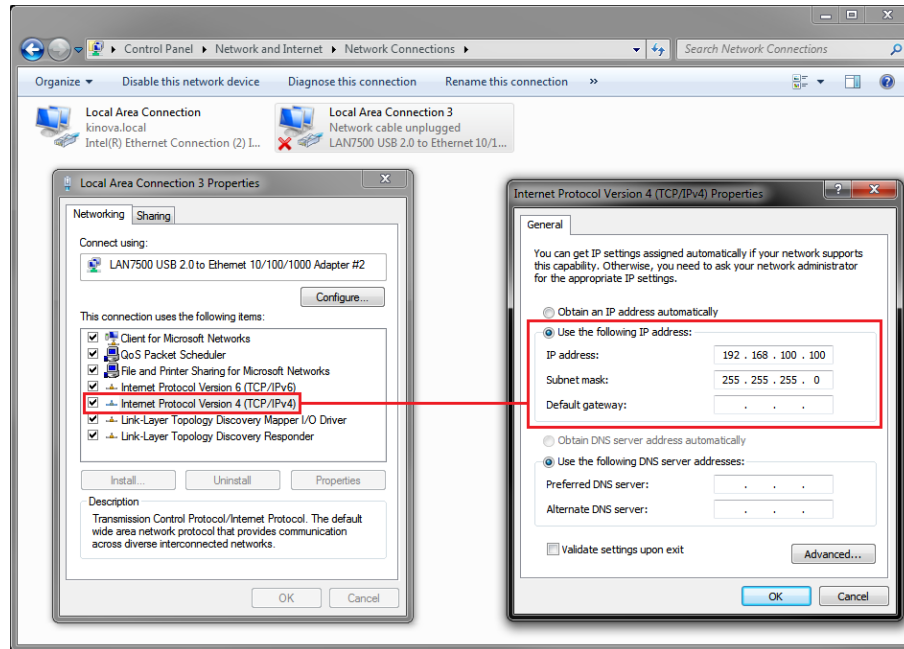 Control Panel ▸ Network and Internet ▸ Network Connections ▸
Search Network Connections
Organize
Disable this network device
Diagnose this connection
Rename this connection
»
Local Area Connection
kinova.local
Intel(R) Ethernet Connection (2) I...
Local Area Connection 3
Network cable unplugged
LAN7500 USB 2.0 to Ethernet 10/1...
Local Area Connection 3 Properties
Networking
Sharing
Connect using:
LAN7500 USB 2.0 to Ethernet 10/100/1000 Adapter #2
Configure...
This connection uses the following items:
Client for Microsoft Networks
QoS Packet Scheduler
File and Printer Sharing for Microsoft Networks
Internet Protocol Version 6 (TCP/IPv6)
Internet Protocol Version 4 (TCP/IPv4)
Link-Layer Topology Discovery Mapper I/O Driver
Link-Layer Topology Discovery Responder
Install...
Uninstall
Properties
Description
Transmission Control Protocol/Internet Protocol. The default
wide area network protocol that provides communication
across diverse interconnected networks.
OK
Cancel
Internet Protocol Version 4 (TCP/IPv4) Properties
General
You can get IP settings assigned automatically if your network supports
this capability. Otherwise, you need to ask your network administrator
for the appropriate IP settings.
Obtain an IP address automatically
Use the following IP address:
IP address: 192 . 168 . 100 . 100
Subnet mask: 255 . 255 . 255 . 0
Default gateway: . . .
Obtain DNS server address automatically
Use the following DNS server addresses:
Preferred DNS server: . . .
Alternate DNS server: . . .
Validate settings upon exit
Advanced...
OK
Cancel